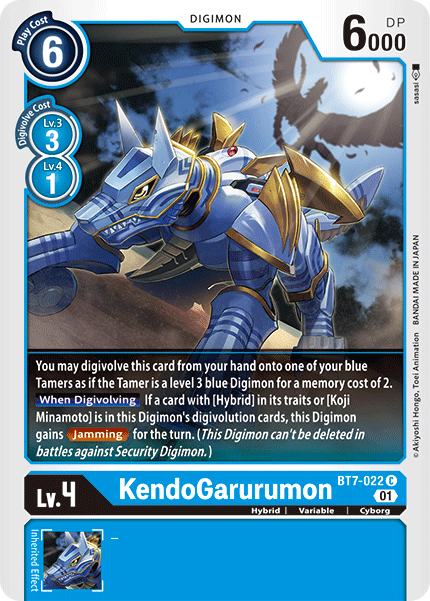 Play Cost
6
DIGIMON
DP
6000
Digivolve Cost
Lv.3
3
Lv.4
1
sasasi
You may digivolve this card from your hand onto one of your blue
Tamers as if the Tamer is a level 3 blue Digimon for a memory cost of 2.
When Digivolving If a card with [Hybrid] in its traits or [Koji
Minamoto] is in this Digimon's digivolution cards, this Digimon
gains Jamming for the turn. (This Digimon can't be deleted in
battles against Security Digimon.)
© Akiyoshi Hongo, Toei Animation BANDAI MADE IN JAPAN
Lv.4
KendoGarurumon
BT7-022 C
01
Hybrid | Variable | Cyborg
Inherited Effect
–